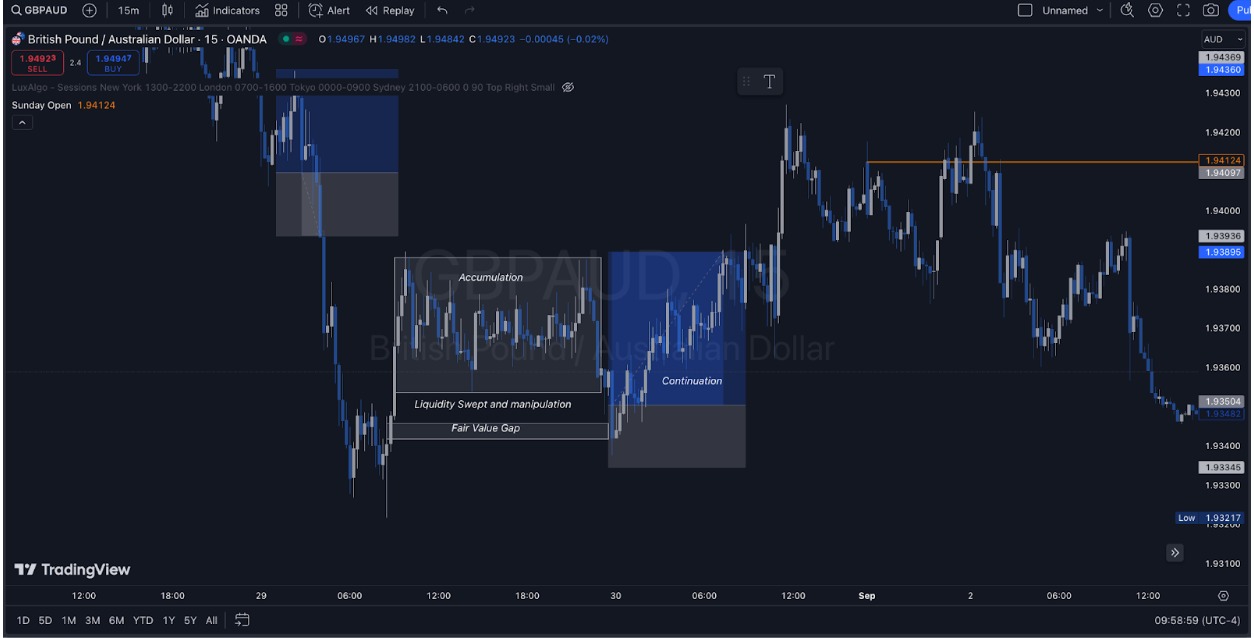 GBPAUD 15m Indicators Alert Replay Unnamed Pu
British Pound / Australian Dollar · 15 · OANDA O1.94967 H1.94982 L1.94842 C1.94923 −0.00045 (−0.02%) AUD
1.94923 SELL 2.4 1.94947 BUY
LuxAlgo - Sessions New York 1300-2200 London 0700-1600 Tokyo 0000-0900 Sydney 2100-0600 0 90 Top Right Small
Sunday Open 1.94124
1.94369
1.94360
1.94300
1.94200
1.94124
1.94097
1.94000
1.93936
1.93895
1.93800
1.93700
1.93600
1.93504
1.93482
1.93400
1.93345
1.93300
Low 1.93217
1.93200
1.93100
GBPAUD, 15
British Pound / Australian Dollar
Accumulation
Continuation
Liquidity Swept and manipulation
Fair Value Gap
TradingView
12:00 18:00 29 06:00 12:00 18:00 30 06:00 12:00 Sep 2 06:00 12:00
1D 5D 1M 3M 6M YTD 1Y 5Y All 09:58:59 (UTC-4)